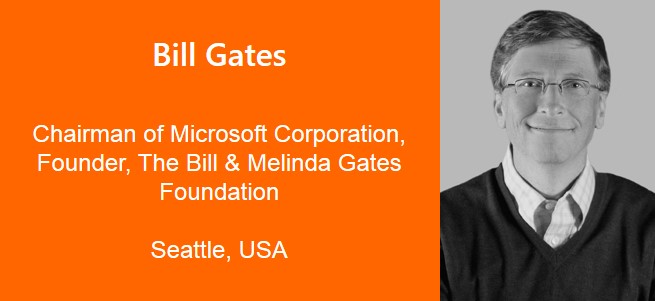 Bill Gates
Chairman of Microsoft Corporation,
Founder, The Bill & Melinda Gates
Foundation
Seattle, USA